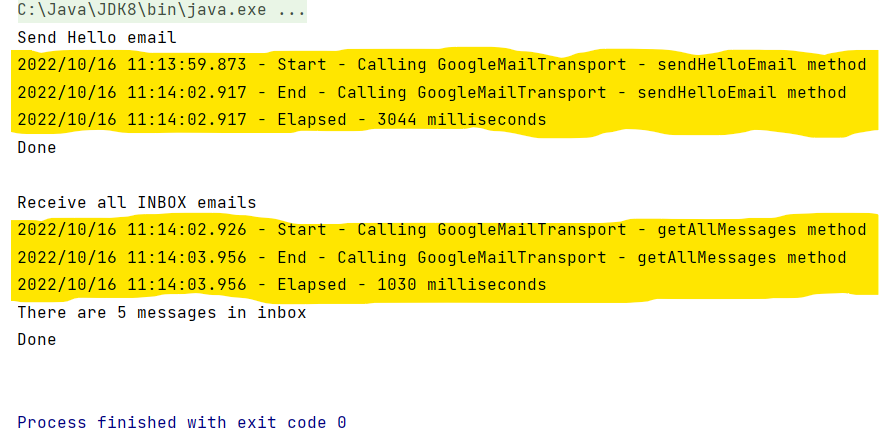 C:\Java\JDK8\bin\java.exe ...
Send Hello email
2022/10/16 11:13:59.873 - Start - Calling GoogleMailTransport - sendHelloEmail method
2022/10/16 11:14:02.917 - End - Calling GoogleMailTransport - sendHelloEmail method
2022/10/16 11:14:02.917 - Elapsed - 3044 milliseconds
Done
Receive all INBOX emails
2022/10/16 11:14:02.926 - Start - Calling GoogleMailTransport - getAllMessages method
2022/10/16 11:14:03.956 - End - Calling GoogleMailTransport - getAllMessages method
2022/10/16 11:14:03.956 - Elapsed - 1030 milliseconds
There are 5 messages in inbox
Done
Process finished with exit code 0